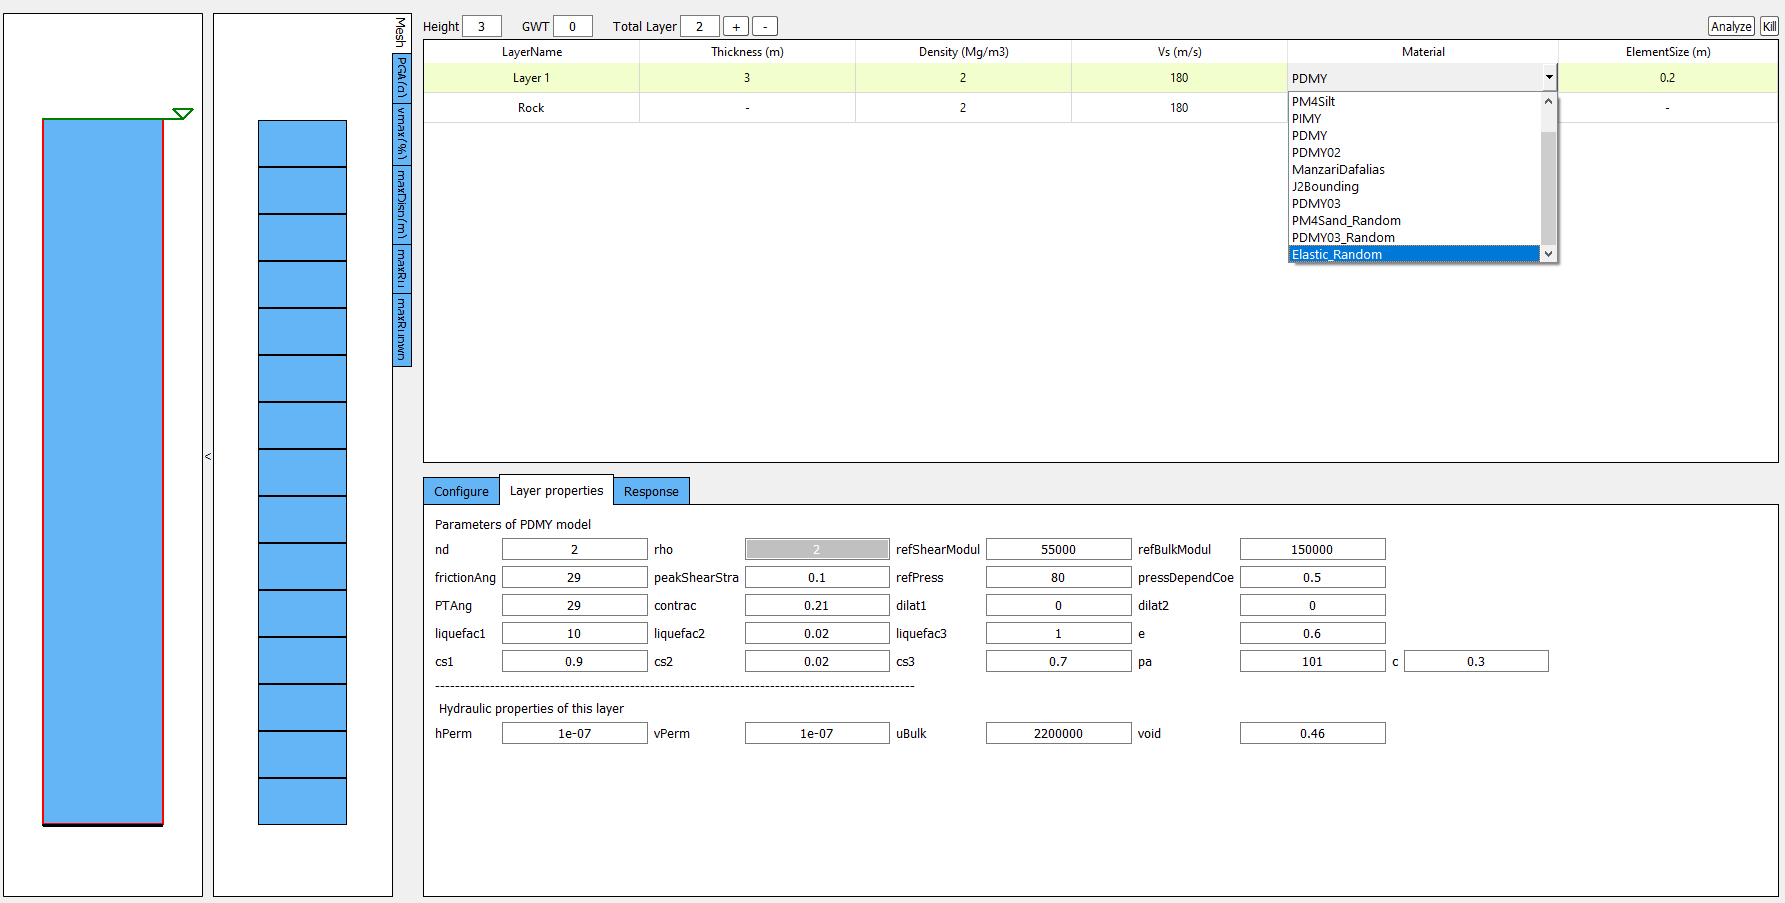 Height 3 GWT 0 Total Layer 2 + - Analyze Kill
LayerName Thickness (m) Density (Mg/m3) Vs (m/s) Material ElementSize (m)
Layer 1 3 2 180 PDMY 0.2
Rock - 2 180 -
PM4Silt
PIMY
PDMY
PDMY02
ManzariDafalias
J2Bounding
PDMY03
PM4Sand_Random
PDMY03_Random
Elastic_Random
Mesh
PGA(g)
γmax(%)
maxDisp(m)
maxRu
maxRupwp
<
Configure Layer properties Response
Parameters of PDMY model
nd 2 rho 2 refShearModul 55000 refBulkModul 150000
frictionAng 29 peakShearStra 0.1 refPress 80 pressDependCoe 0.5
PTAng 29 contrac 0.21 dilat1 0 dilat2 0
liquefac1 10 liquefac2 0.02 liquefac3 1 e 0.6
cs1 0.9 cs2 0.02 cs3 0.7 pa 101 c 0.3
------------------------------------------------------------------------------------------------
Hydraulic properties of this layer
hPerm 1e-07 vPerm 1e-07 uBulk 2200000 void 0.46